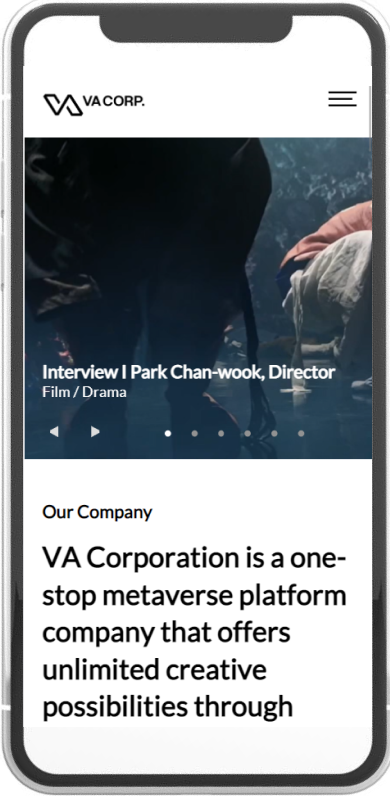 VA CORP.
Interview I Park Chan-wook, Director
Film / Drama
Our Company
VA Corporation is a one-
stop metaverse platform
company that offers
unlimited creative
possibilities through